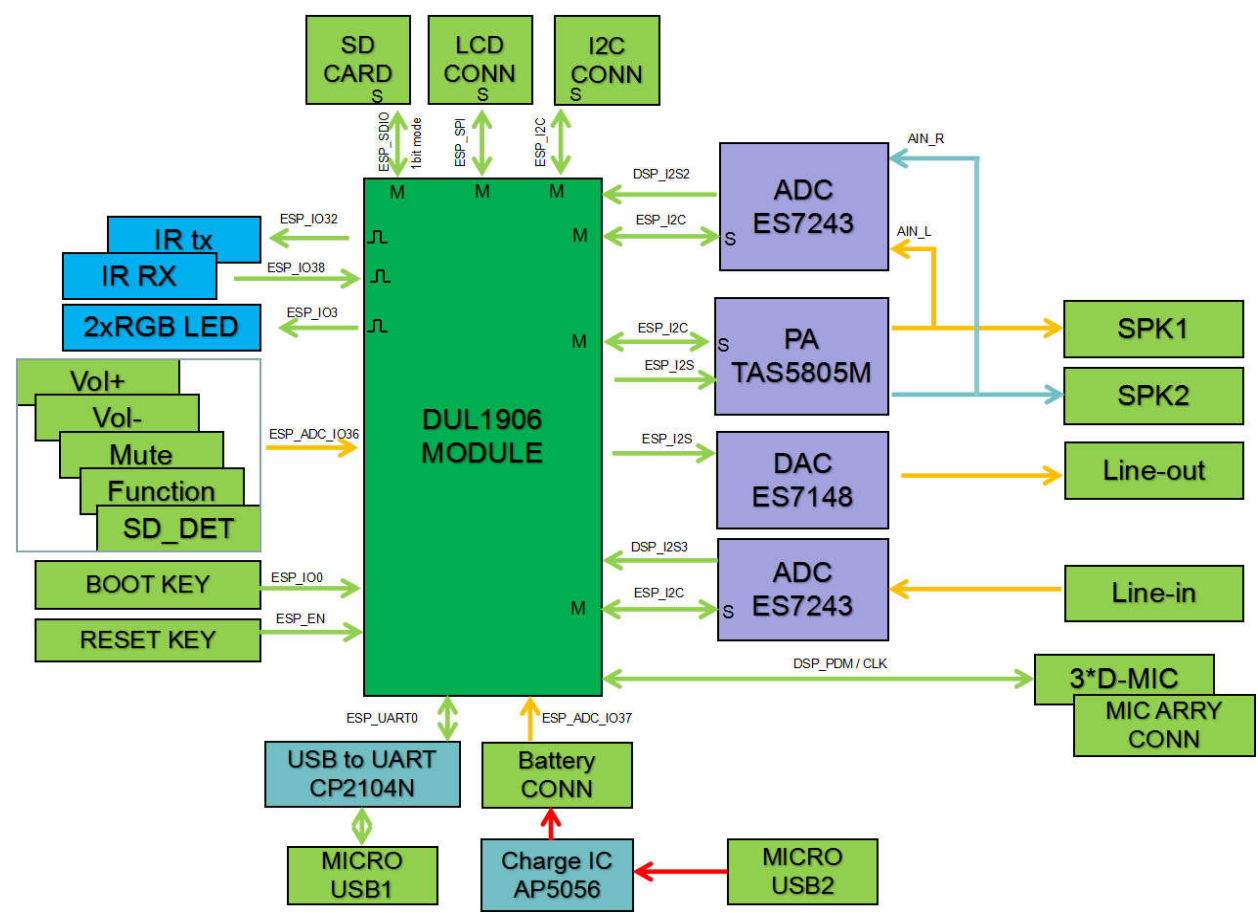 SD
CARD
S
LCD
CONN
S
I2C
CONN
S
ESP_SDIO
1bit mode
ESP_SPI
ESP_I2C
M
M
M
IR tx
ESP_IO32
IR RX
ESP_IO38
2xRGB LED
ESP_IO3
Vol+
Vol-
Mute
Function
SD_DET
ESP_ADC_IO36
BOOT KEY
ESP_IO0
RESET KEY
ESP_EN
DUL1906
MODULE
M
M
M
DSP_I2S2
ESP_I2C
S
ADC
ES7243
AIN_R
AIN_L
ESP_I2C
S
ESP_I2S
PA
TAS5805M
SPK1
SPK2
ESP_I2S
DAC
ES7148
Line-out
DSP_I2S3
ESP_I2C
S
ADC
ES7243
Line-in
DSP_PDM / CLK
3*D-MIC
MIC ARRY
CONN
ESP_UART0
ESP_ADC_IO37
USB to UART
CP2104N
Battery
CONN
MICRO
USB1
Charge IC
AP5056
MICRO
USB2